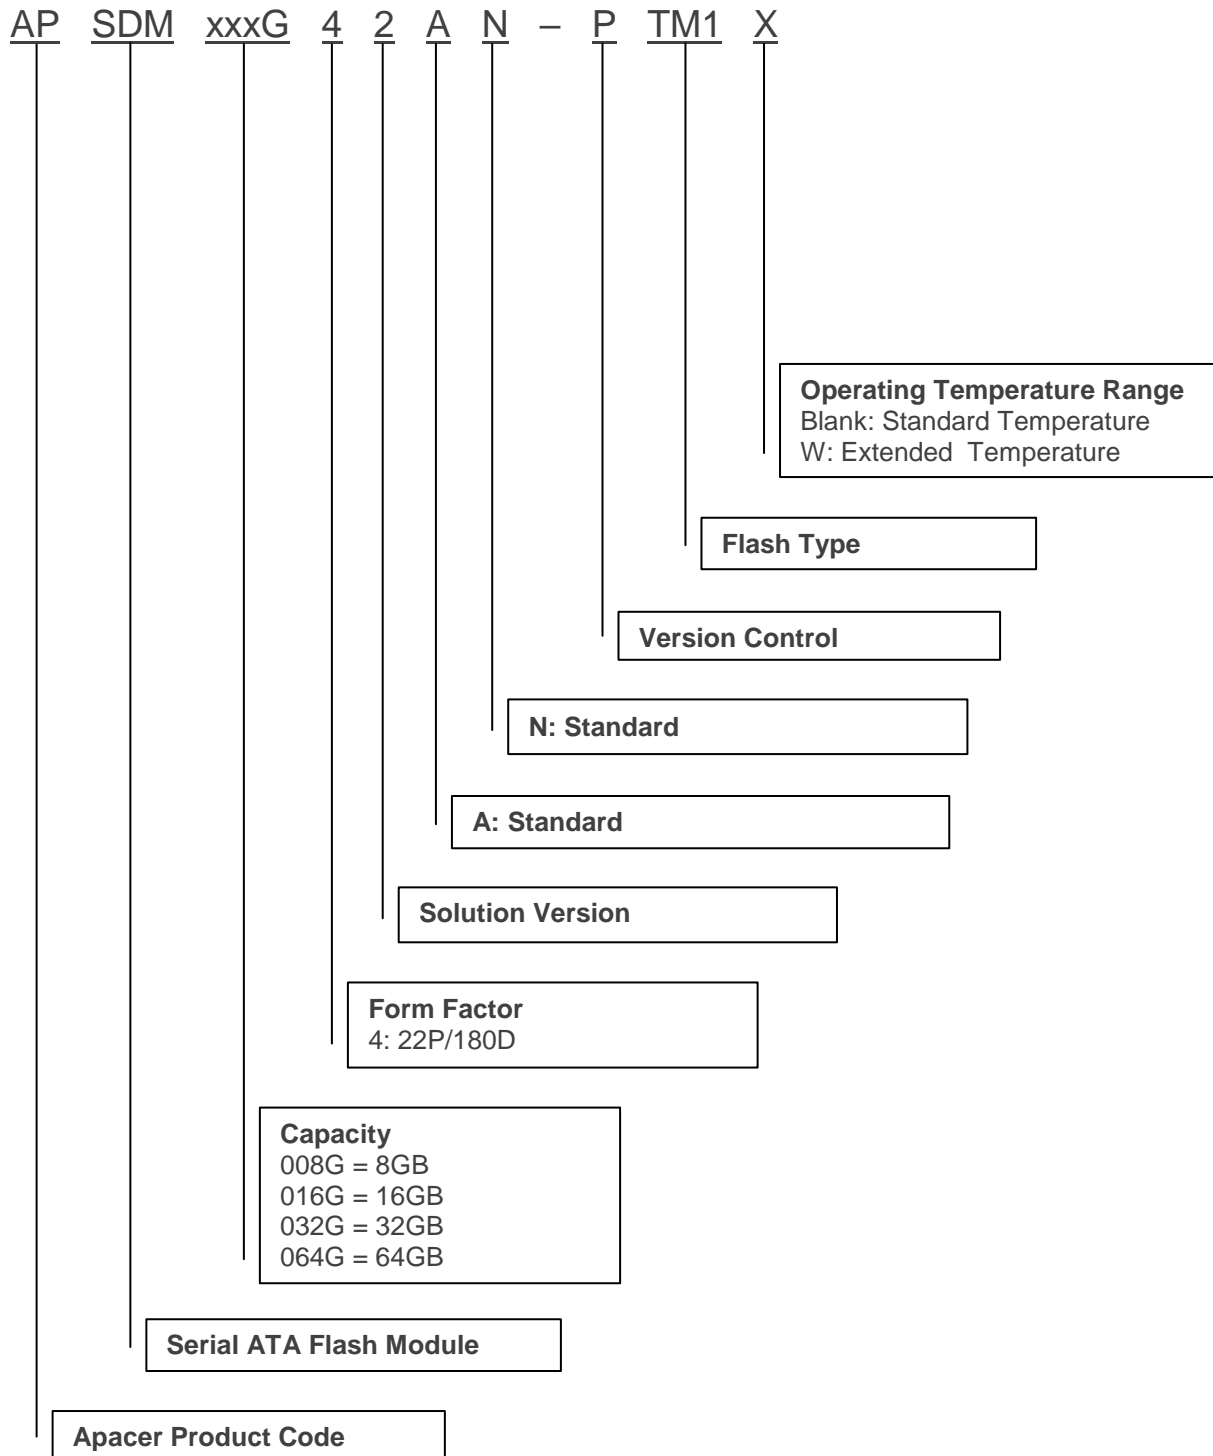 AP SDM xxxG 4 2 A N – P TM1 X
Operating Temperature Range
Blank: Standard Temperature
W: Extended Temperature
Flash Type
Version Control
N: Standard
A: Standard
Solution Version
Form Factor
4: 22P/180D
Capacity
008G = 8GB
016G = 16GB
032G = 32GB
064G = 64GB
Serial ATA Flash Module
Apacer Product Code